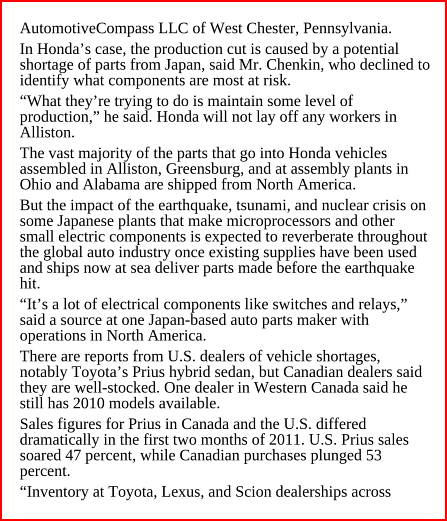 AutomotiveCompass LLC of West Chester, Pennsylvania.
In Honda’s case, the production cut is caused by a potential
shortage of parts from Japan, said Mr. Chenkin, who declined to
identify what components are most at risk.
“What they’re trying to do is maintain some level of
production,” he said. Honda will not lay off any workers in
Alliston.
The vast majority of the parts that go into Honda vehicles
assembled in Alliston, Greensburg, and at assembly plants in
Ohio and Alabama are shipped from North America.
But the impact of the earthquake, tsunami, and nuclear crisis on
some Japanese plants that make microprocessors and other
small electric components is expected to reverberate throughout
the global auto industry once existing supplies have been used
and ships now at sea deliver parts made before the earthquake
hit.
“It’s a lot of electrical components like switches and relays,”
said a source at one Japan-based auto parts maker with
operations in North America.
There are reports from U.S. dealers of vehicle shortages,
notably Toyota’s Prius hybrid sedan, but Canadian dealers said
they are well-stocked. One dealer in Western Canada said he
still has 2010 models available.
Sales figures for Prius in Canada and the U.S. differed
dramatically in the first two months of 2011. U.S. Prius sales
soared 47 percent, while Canadian purchases plunged 53
percent.
“Inventory at Toyota, Lexus, and Scion dealerships across